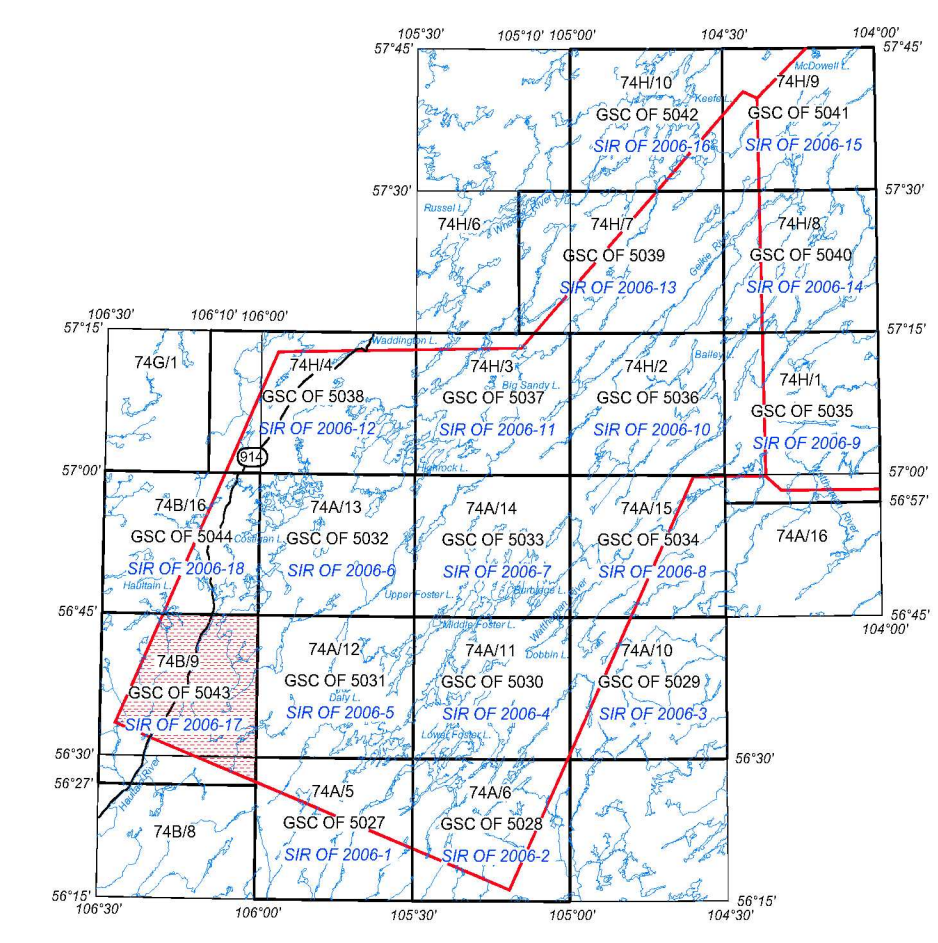 105°30'
105°10'
105°00'
104°30'
104°00'
57°45'
57°45'
McDowell L.
74H/10
Keefe L.
74H/9
GSC OF 5042
GSC OF 5041
SIR OF 2006-16
SIR OF 2006-15
57°30'
57°30'
Russel L.
74H/6
Wheeler River
74H/7
74H/8
GSC OF 5039
Geikie River
GSC OF 5040
SIR OF 2006-13
SIR OF 2006-14
106°30'
106°10'
106°00'
57°15'
57°15'
Waddington L.
74G/1
74H/4
74H/3
74H/2
Bailey L.
74H/1
Big Sandy L.
GSC OF 5038
GSC OF 5037
GSC OF 5036
GSC OF 5035
SIR OF 2006-12
SIR OF 2006-11
SIR OF 2006-10
SIR OF 2006-9
914
Highrock L.
57°00'
57°00'
56°57'
74B/16
74A/13
74A/14
74A/15
River
74A/16
GSC OF 5044
Costigan L.
GSC OF 5032
GSC OF 5033
GSC OF 5034
SIR OF 2006-18
SIR OF 2006-6
SIR OF 2006-7
SIR OF 2006-8
Haultain L.
Upper Foster L.
Burbidge L.
56°45'
56°45'
104°00'
Middle Foster L.
Wathaman River
74B/9
74A/12
74A/11
Dobbin L.
74A/10
GSC OF 5043
GSC OF 5031
GSC OF 5030
GSC OF 5029
Daly L.
SIR OF 2006-17
SIR OF 2006-5
SIR OF 2006-4
SIR OF 2006-3
Lower Foster L.
56°30'
56°30'
56°27'
Haultain River
74A/5
74A/6
74B/8
GSC OF 5027
GSC OF 5028
SIR OF 2006-1
SIR OF 2006-2
56°15'
56°15'
106°30'
106°00'
105°30'
105°00'
104°30'